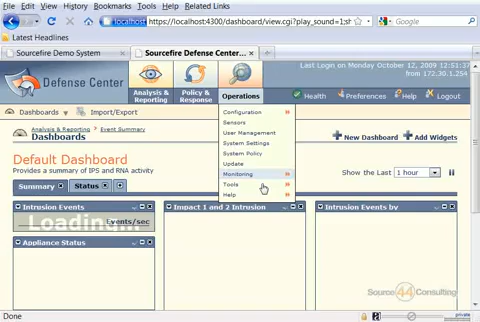 File Edit View History Bookmarks Tools Help Related Links
localhost https://localhost:4300/dashboard/view.cgi?play_sound=1;sh
Google
Latest Headlines
Sourcefire Demo System
Sourcefire Defense Center...
Last Login on Monday October 12, 2009 12:51:37
from 172.30.1.254
Defense Center
Analysis & Reporting
Policy & Response
Operations
Health Preferences Help Logout
Dashboards Import/Export
Configuration
Sensors
User Management
System Settings
System Policy
Update
Monitoring
Tools
Help
Analysis & Reporting Event Summary
Dashboards
New Dashboard Add Widgets
Default Dashboard
Provides a summary of IPS and RNA activity
Show the Last 1 hour
Summary Status
Intrusion Events
Impact 1 and 2 Intrusion
Intrusion Events by
Loading...
Events/sec
Appliance Status
Source 44 Consulting
Done
private